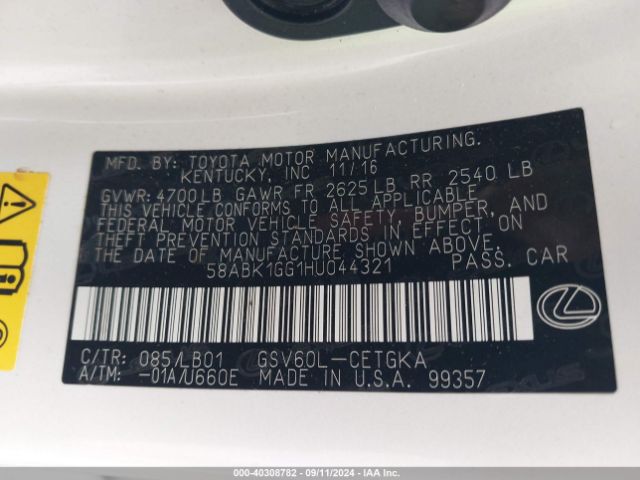 MFD. BY: TOYOTA MOTOR MANUFACTURING.
KENTUCKY, INC 11/16
GVWR: 4700LB GAWR FR 2625LB RR 2540 LB
THIS VEHICLE CONFORMS TO ALL APPLICABLE
FEDERAL MOTOR VEHICLE SAFETY, BUMPER, AND
THEFT PREVENTION STANDARDS IN EFFECT ON
THE DATE OF MANUFACTURE SHOWN ABOVE.
58ABK1GG1HU044321 PASS. CAR
C/TR: 085/LB01 GSV60L-CETGKA
A/TM: -01A/U660E MADE IN U.S.A. 99357
000-40308782 - 09/11/2024 - IAA Inc.